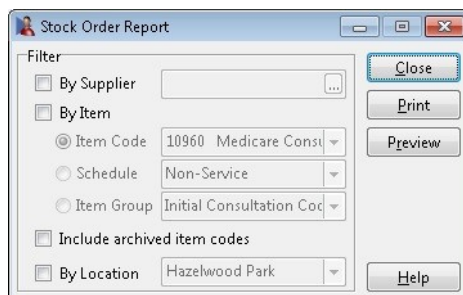 Stock Order Report
Filter
By Supplier
...
Close
By Item
Print
Item Code 10960 Medicare Consu
Preview
Schedule Non-Service
Item Group Initial Consultation Coc
Include archived item codes
By Location Hazelwood Park
Help